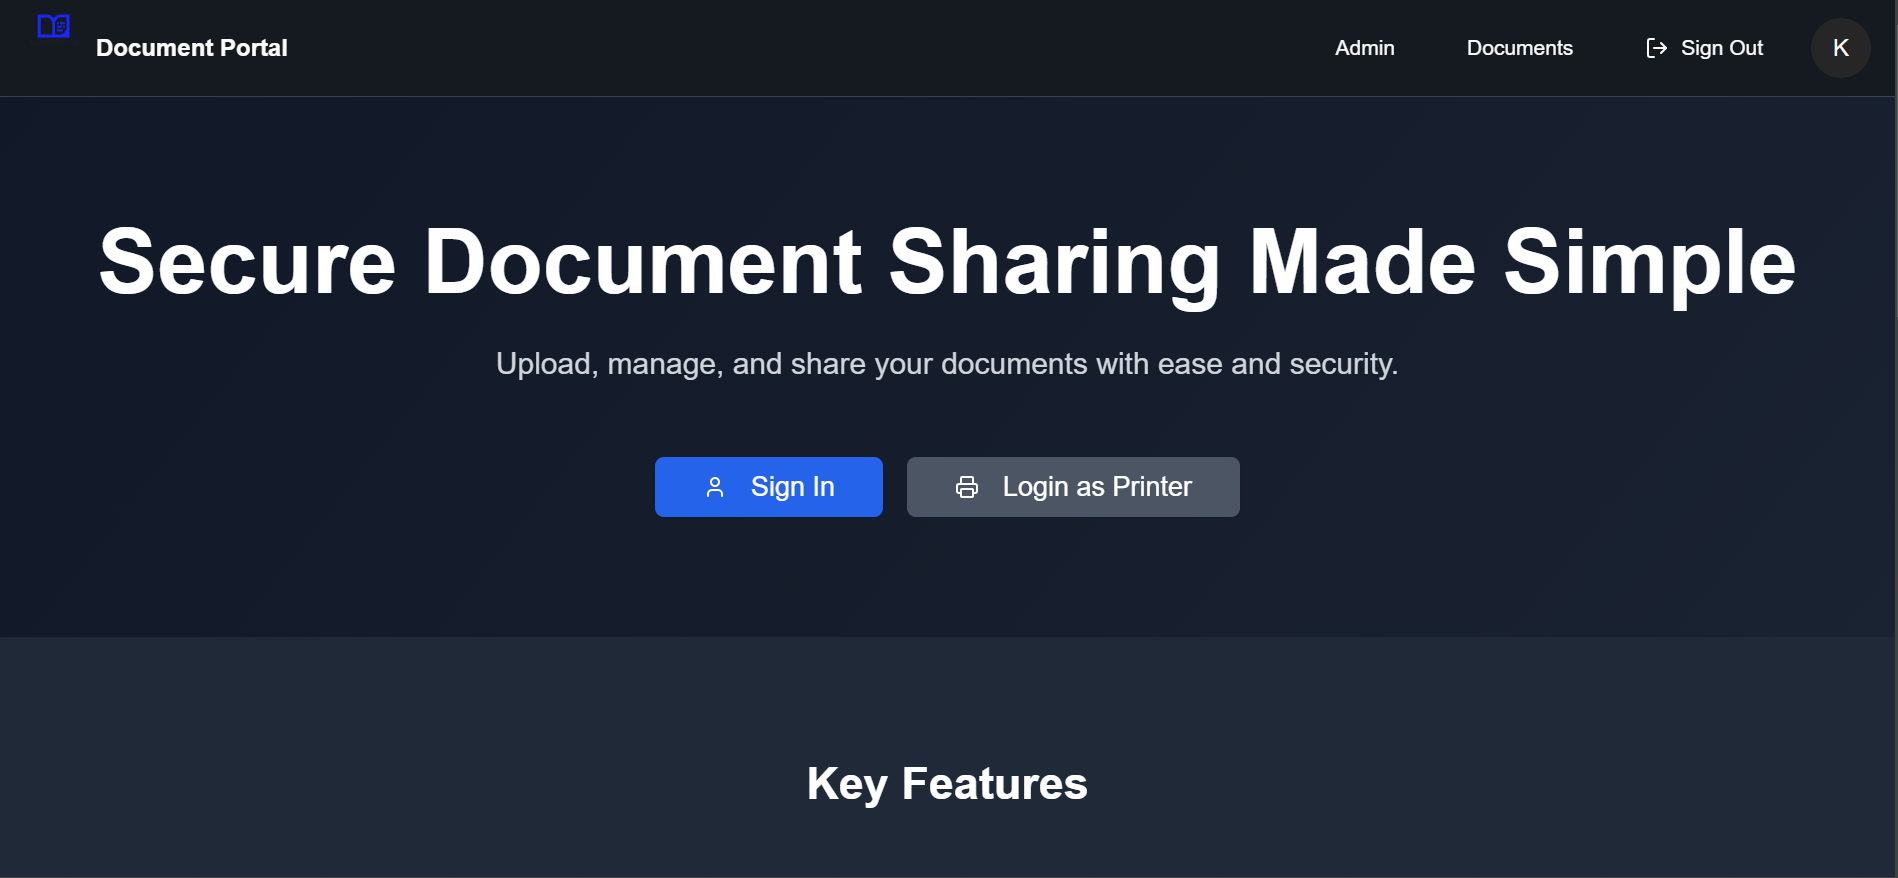 Document Portal
Admin
Documents
Sign Out
K
Secure Document Sharing Made Simple
Upload, manage, and share your documents with ease and security.
Sign In
Login as Printer
Key Features